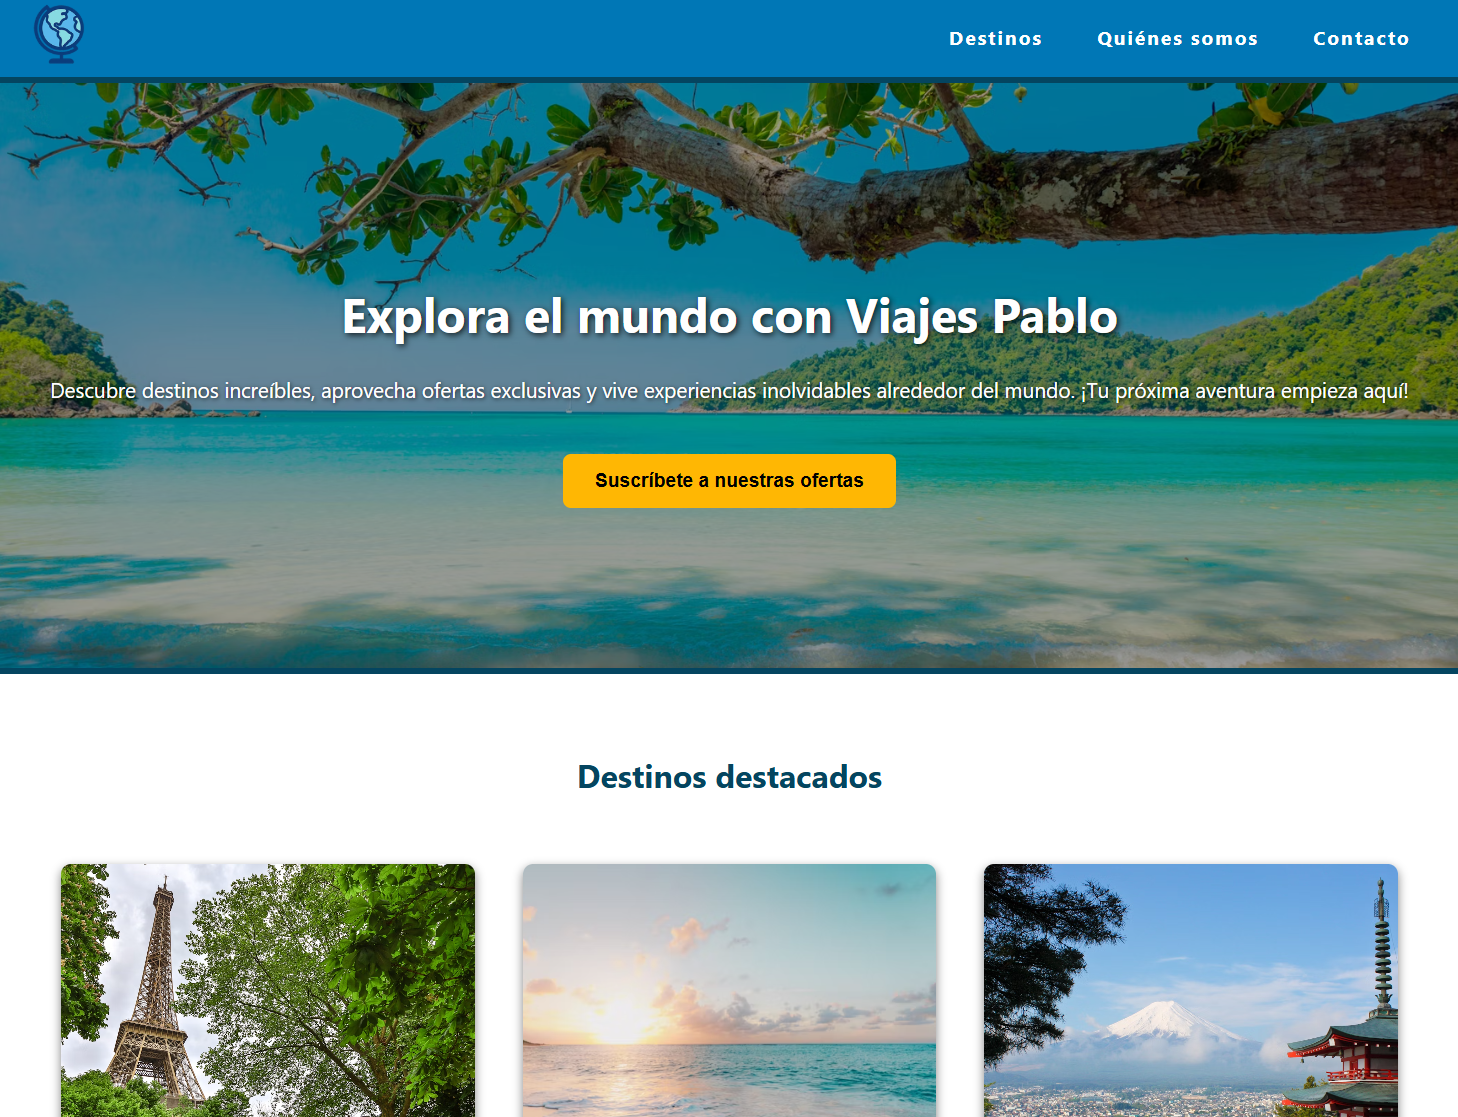 Destinos
Quiénes somos
Contacto
Explora el mundo con Viajes Pablo
Descubre destinos increíbles, aprovecha ofertas exclusivas y vive experiencias inolvidables alrededor del mundo. ¡Tu próxima aventura empieza aquí!
Suscríbete a nuestras ofertas
Destinos destacados